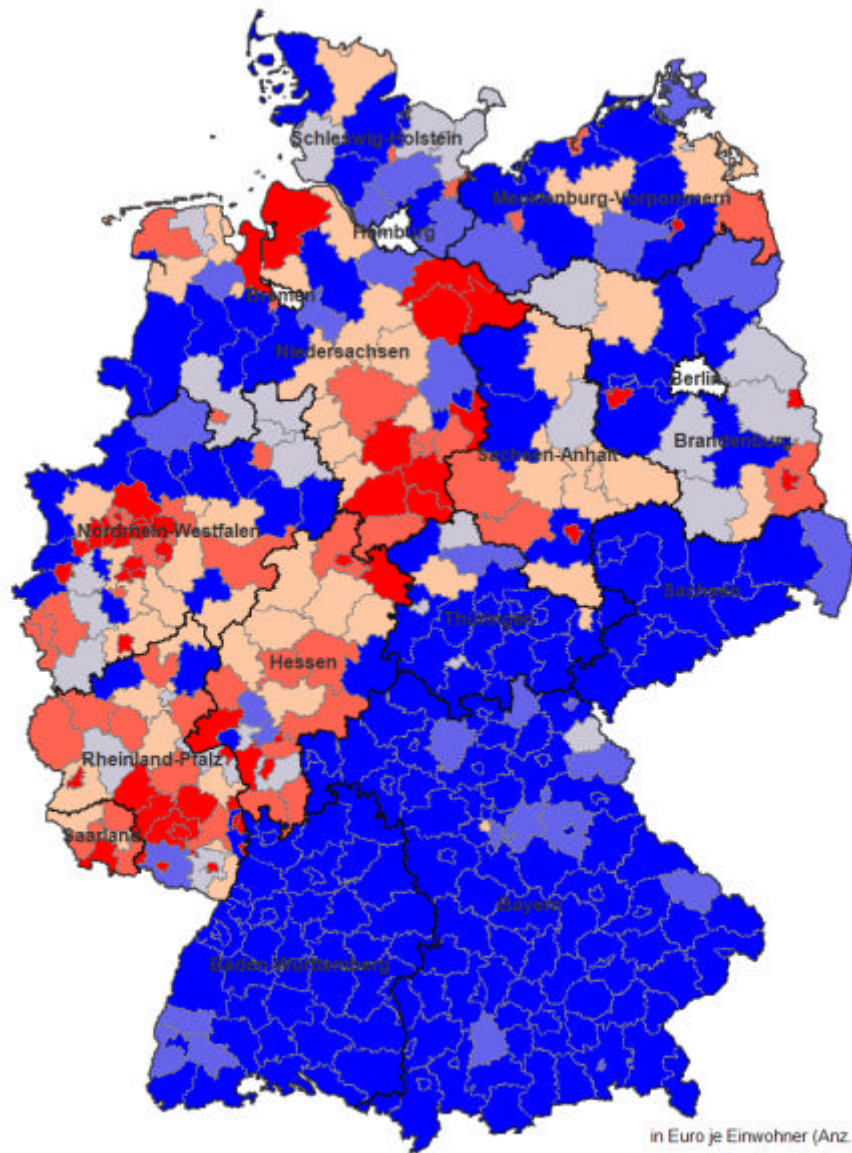 Schleswig-Holstein
Mecklenburg-Vorpommern
Hamburg
Bremen
Niedersachsen
Berlin
Brandenburg
Sachsen-Anhalt
Nordrhein-Westfalen
Sachsen
Thüringen
Hessen
Rheinland-Pfalz
Saarland
Bayern
Baden-Württemberg
in Euro je Einwohner (Anz.